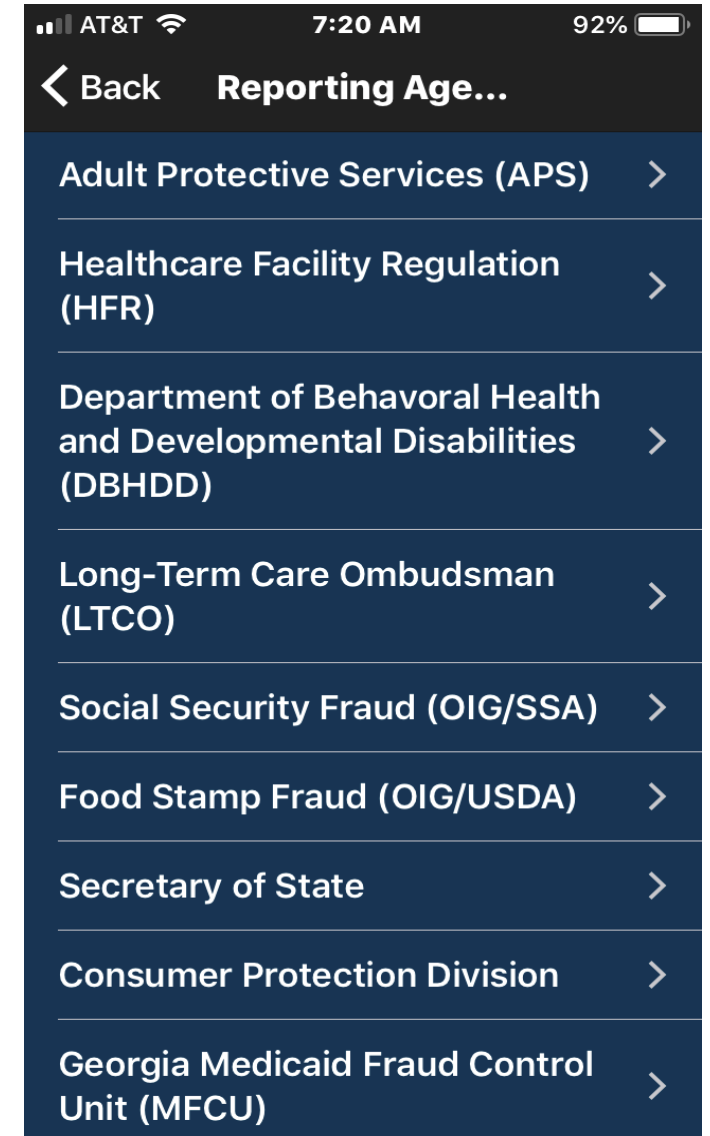 AT&T 7:20 AM 92%
Back Reporting Age...
Adult Protective Services (APS)
Healthcare Facility Regulation
(HFR)
Department of Behavoral Health
and Developmental Disabilities
(DBHDD)
Long-Term Care Ombudsman
(LTCO)
Social Security Fraud (OIG/SSA)
Food Stamp Fraud (OIG/USDA)
Secretary of State
Consumer Protection Division
Georgia Medicaid Fraud Control
Unit (MFCU)